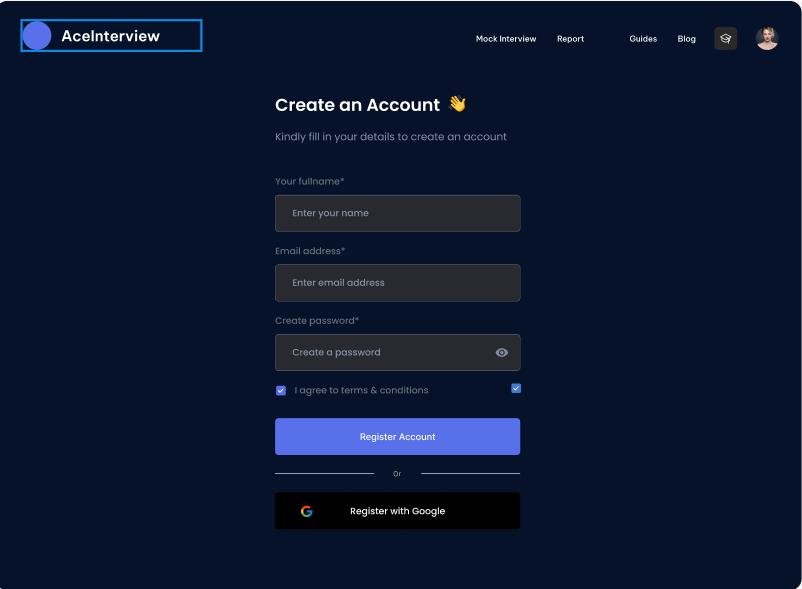 AceInterview
Mock Interview Report Guides Blog
Create an Account 👋
Kindly fill in your details to create an account
Your fullname*
Enter your name
Email address*
Enter email address
Create password*
Create a password
I agree to terms & conditions
Register Account
Or
Register with Google